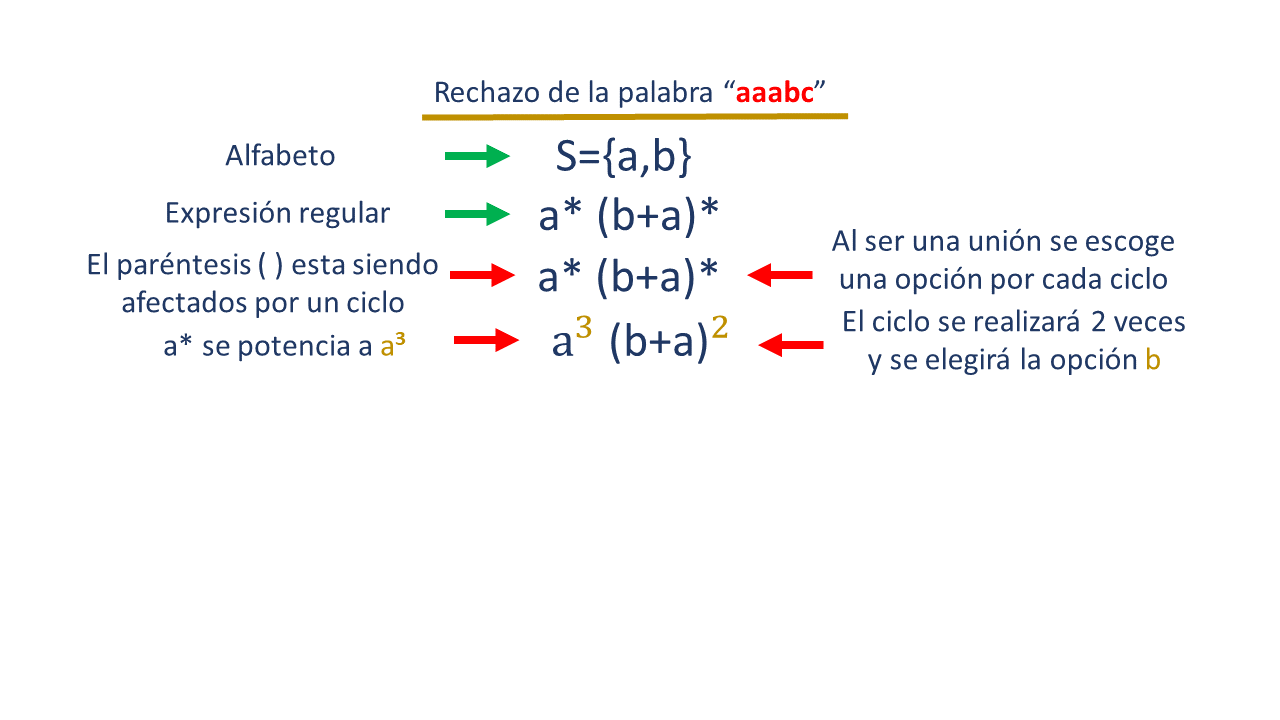 Rechazo de la palabra “aaabc”
Alfabeto
S={a,b}
Expresión regular
a* (b+a)*
El paréntesis ( ) esta siendo
afectados por un ciclo
a* (b+a)*
Al ser una unión se escoge
una opción por cada ciclo
a* se potencia a a³
a³ (b+a)²
El ciclo se realizará 2 veces
y se elegirá la opción b